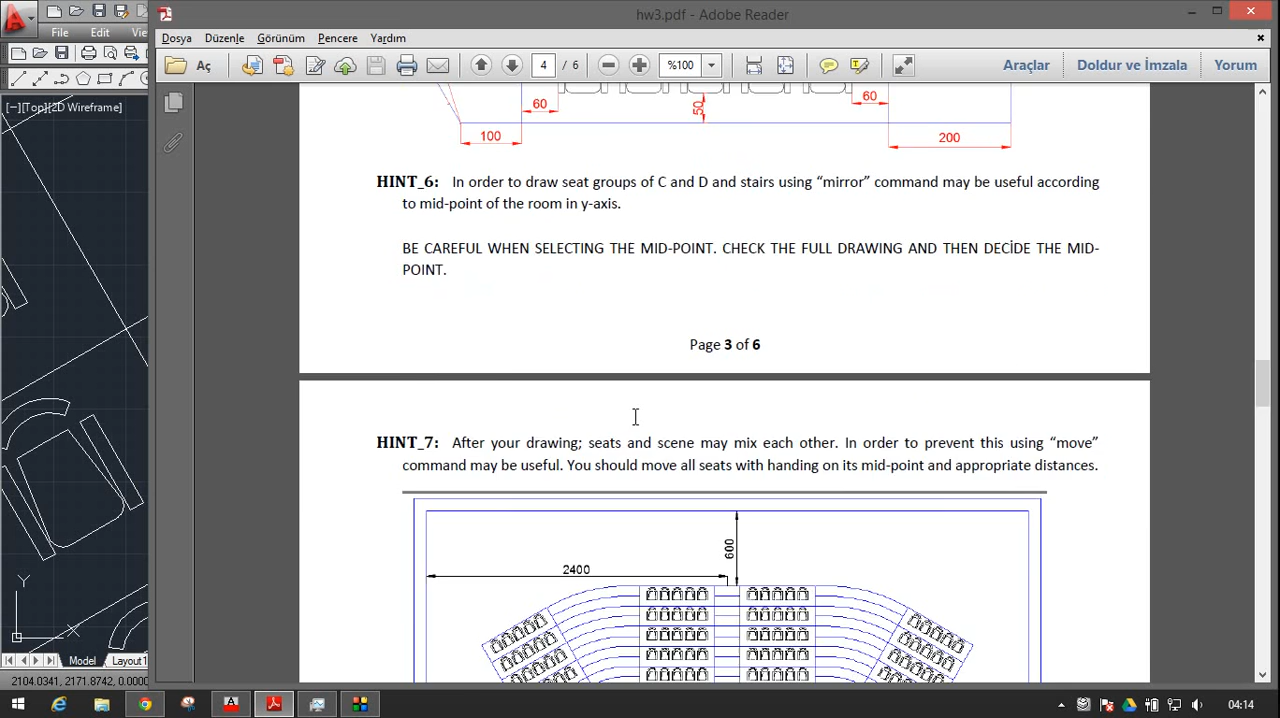 hw3.pdf - Adobe Reader
File Edit
Dosya Düzenle Görünüm Pencere Yardım
Aç 4 / 6 %100 Araçlar Doldur ve İmzala Yorum
[−][Top][2D Wireframe]
60 50 60
100 200
HINT_6: In order to draw seat groups of C and D and stairs using “mirror” command may be useful according
to mid-point of the room in y-axis.
BE CAREFUL WHEN SELECTING THE MID-POINT. CHECK THE FULL DRAWING AND THEN DECİDE THE MID-
POINT.
Page 3 of 6
HINT_7: After your drawing; seats and scene may mix each other. In order to prevent this using “move”
command may be useful. You should move all seats with handing on its mid-point and appropriate distances.
600
2400
Y
X
Model Layout1
2104.0341, 2171.8742, 0.0000
04:14